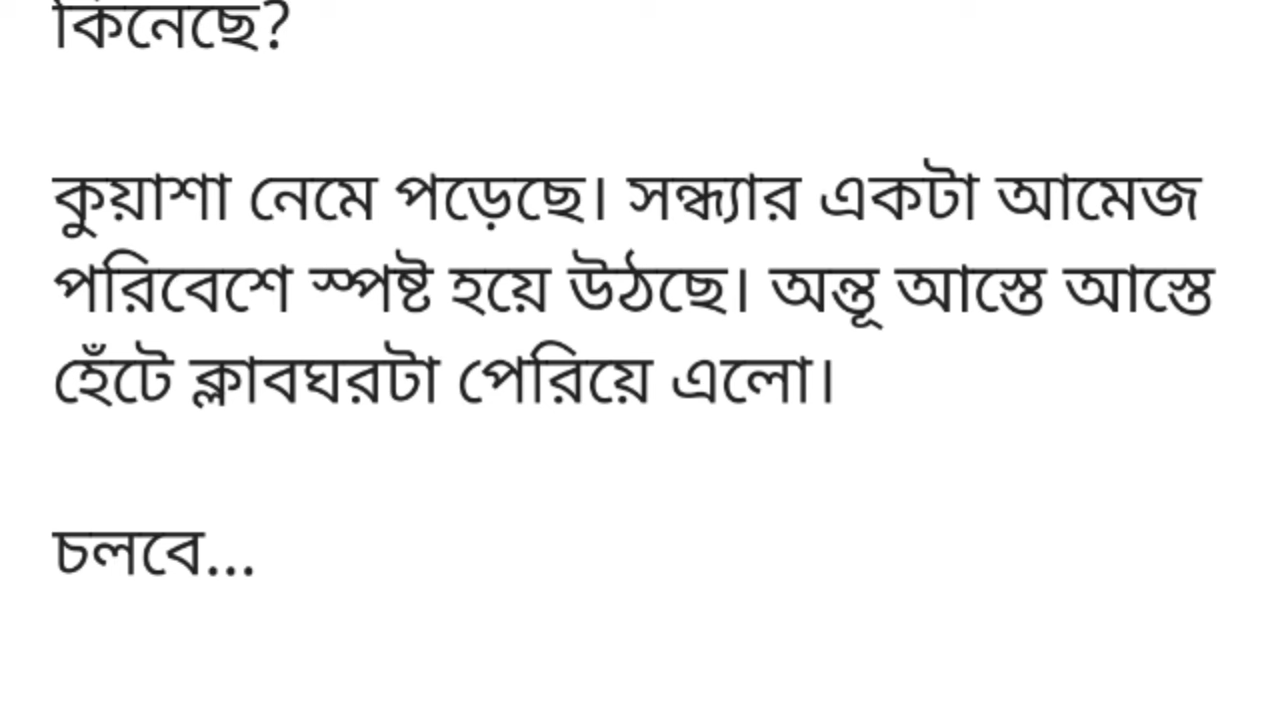 কিনেছে?
কুয়াশা নেমে পড়েছে। সন্ধ্যার একটা আমেজ
পরিবেশে স্পষ্ট হয়ে উঠছে। অন্তূ আস্তে আস্তে
হেঁটে ক্লাবঘরটা পেরিয়ে এলো।
চলবে...